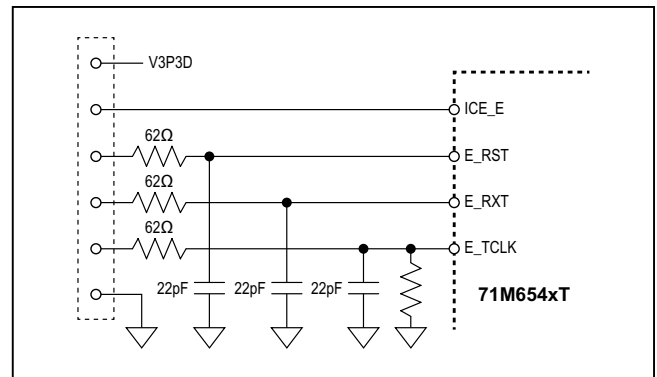 V3P3D
ICE_E
62Ω
E_RST
62Ω
E_RXT
62Ω
E_TCLK
22pF 22pF 22pF
71M654xT